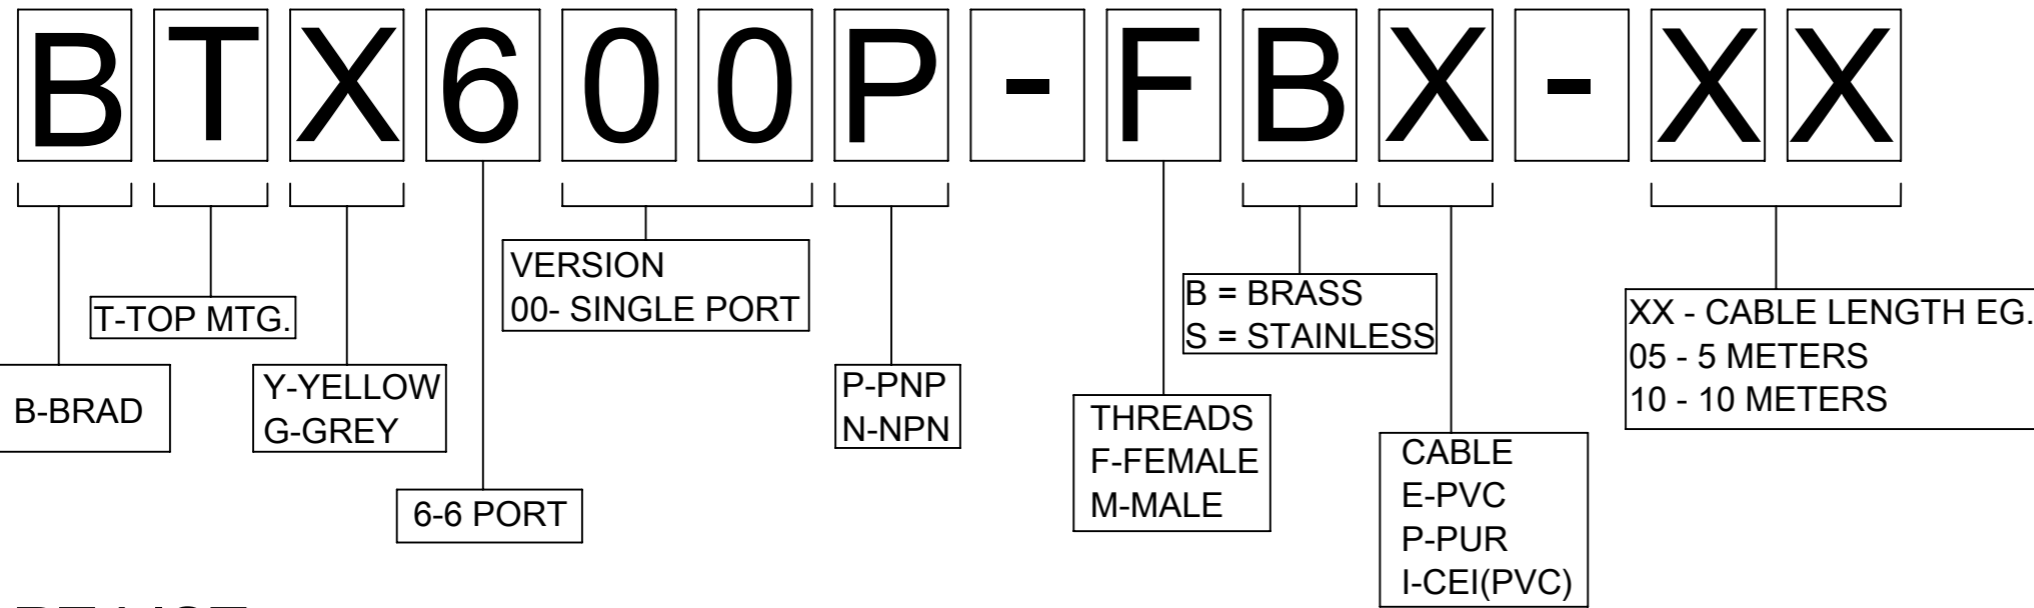 BTX600P-FBX-XX
VERSION
00- SINGLE PORT
T-TOP MTG.
B = BRASS
S = STAINLESS
XX - CABLE LENGTH EG.
05 - 5 METERS
10 - 10 METERS
B-BRAD
Y-YELLOW
G-GREY
P-PNP
N-NPN
THREADS
F-FEMALE
M-MALE
CABLE
E-PVC
P-PUR
I-CEI(PVC)
6-6 PORT